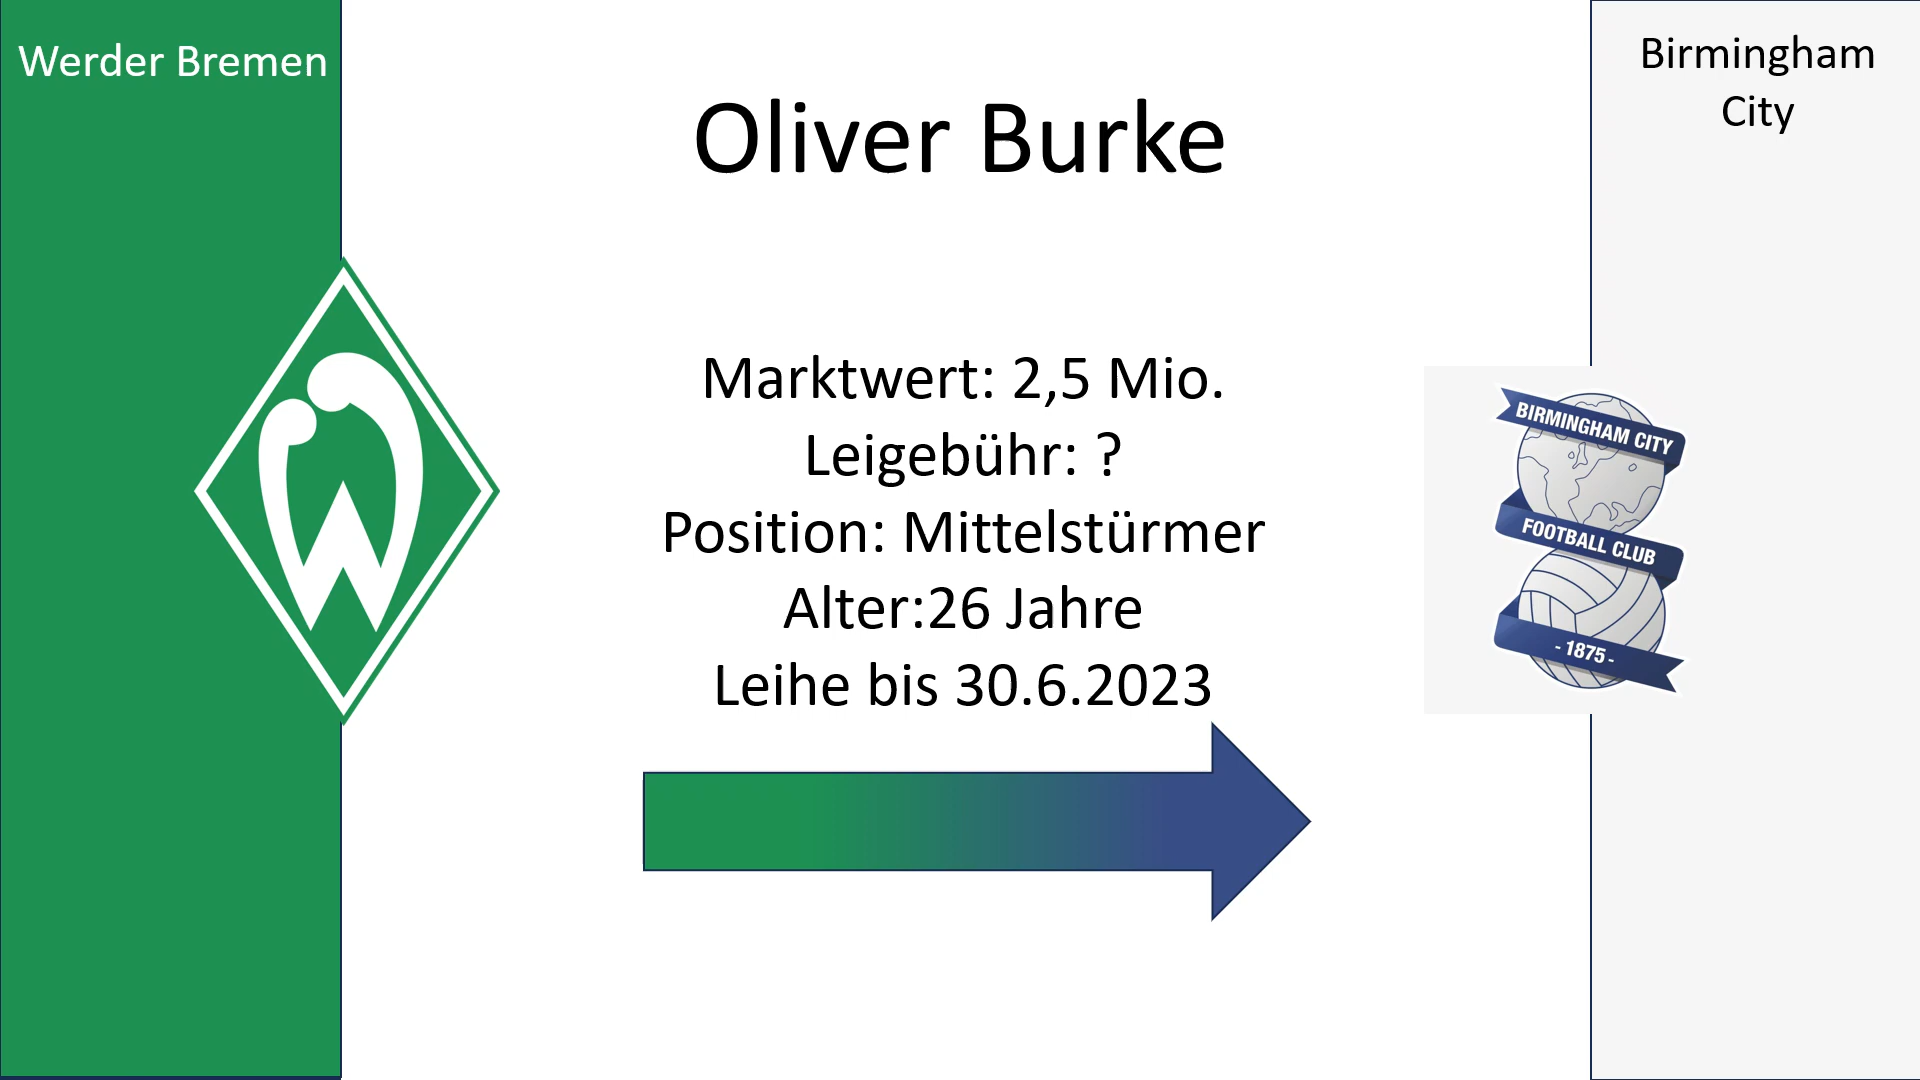 Werder Bremen
Birmingham
City
Oliver Burke
Marktwert: 2,5 Mio.
Leigebühr: ?
Position: Mittelstürmer
Alter:26 Jahre
Leihe bis 30.6.2023
W
BIRMINGHAM CITY
FOOTBALL CLUB
- 1875 -